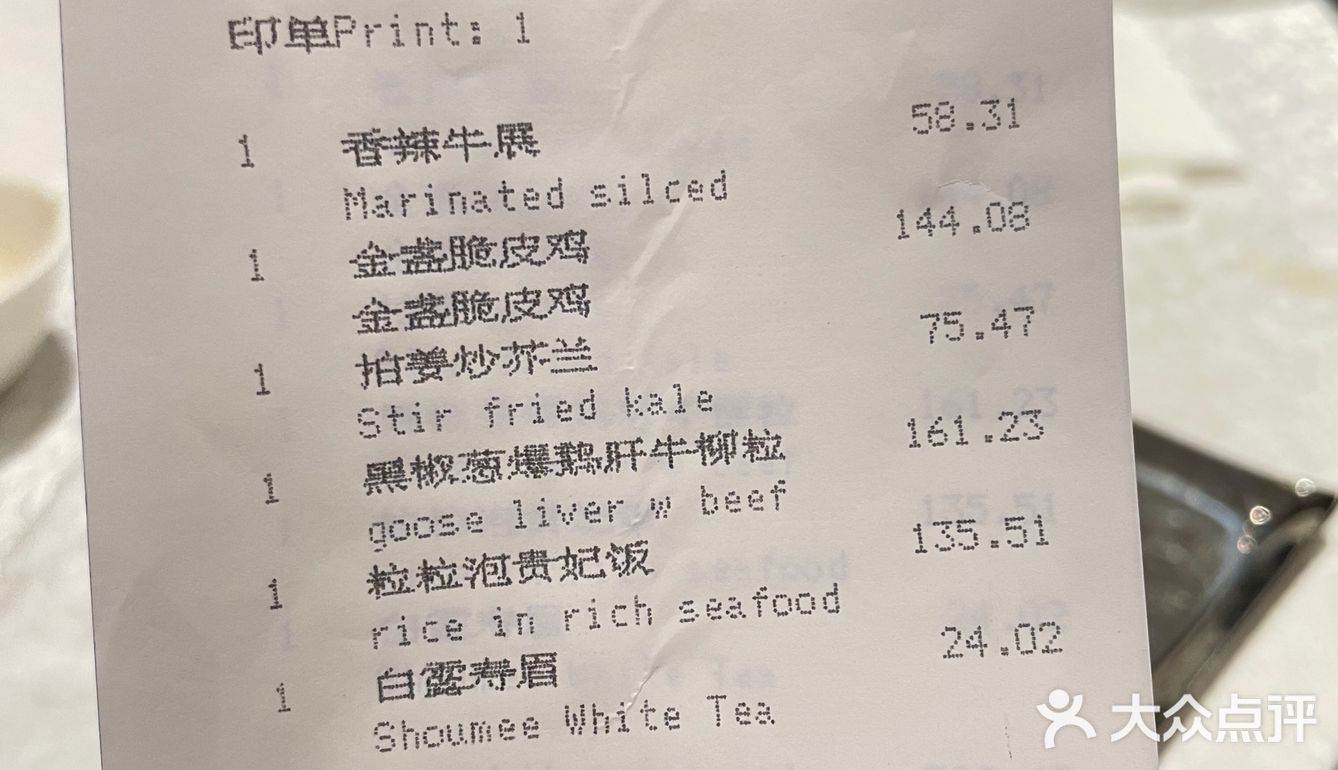 印单Print: 1
1 香辣牛展 58.31
Marinated silced
1 金盏脆皮鸡 144.08
金盏脆皮鸡
1 拍姜炒芥兰 75.47
Stir fried kale
1 黑椒葱爆鹅肝牛柳粒 161.23
goose liver w beef
1 粒粒泡贵妃饭 135.51
rice in rich seafood
1 白露寿眉 24.02
Shoumee White Tea
大众点评